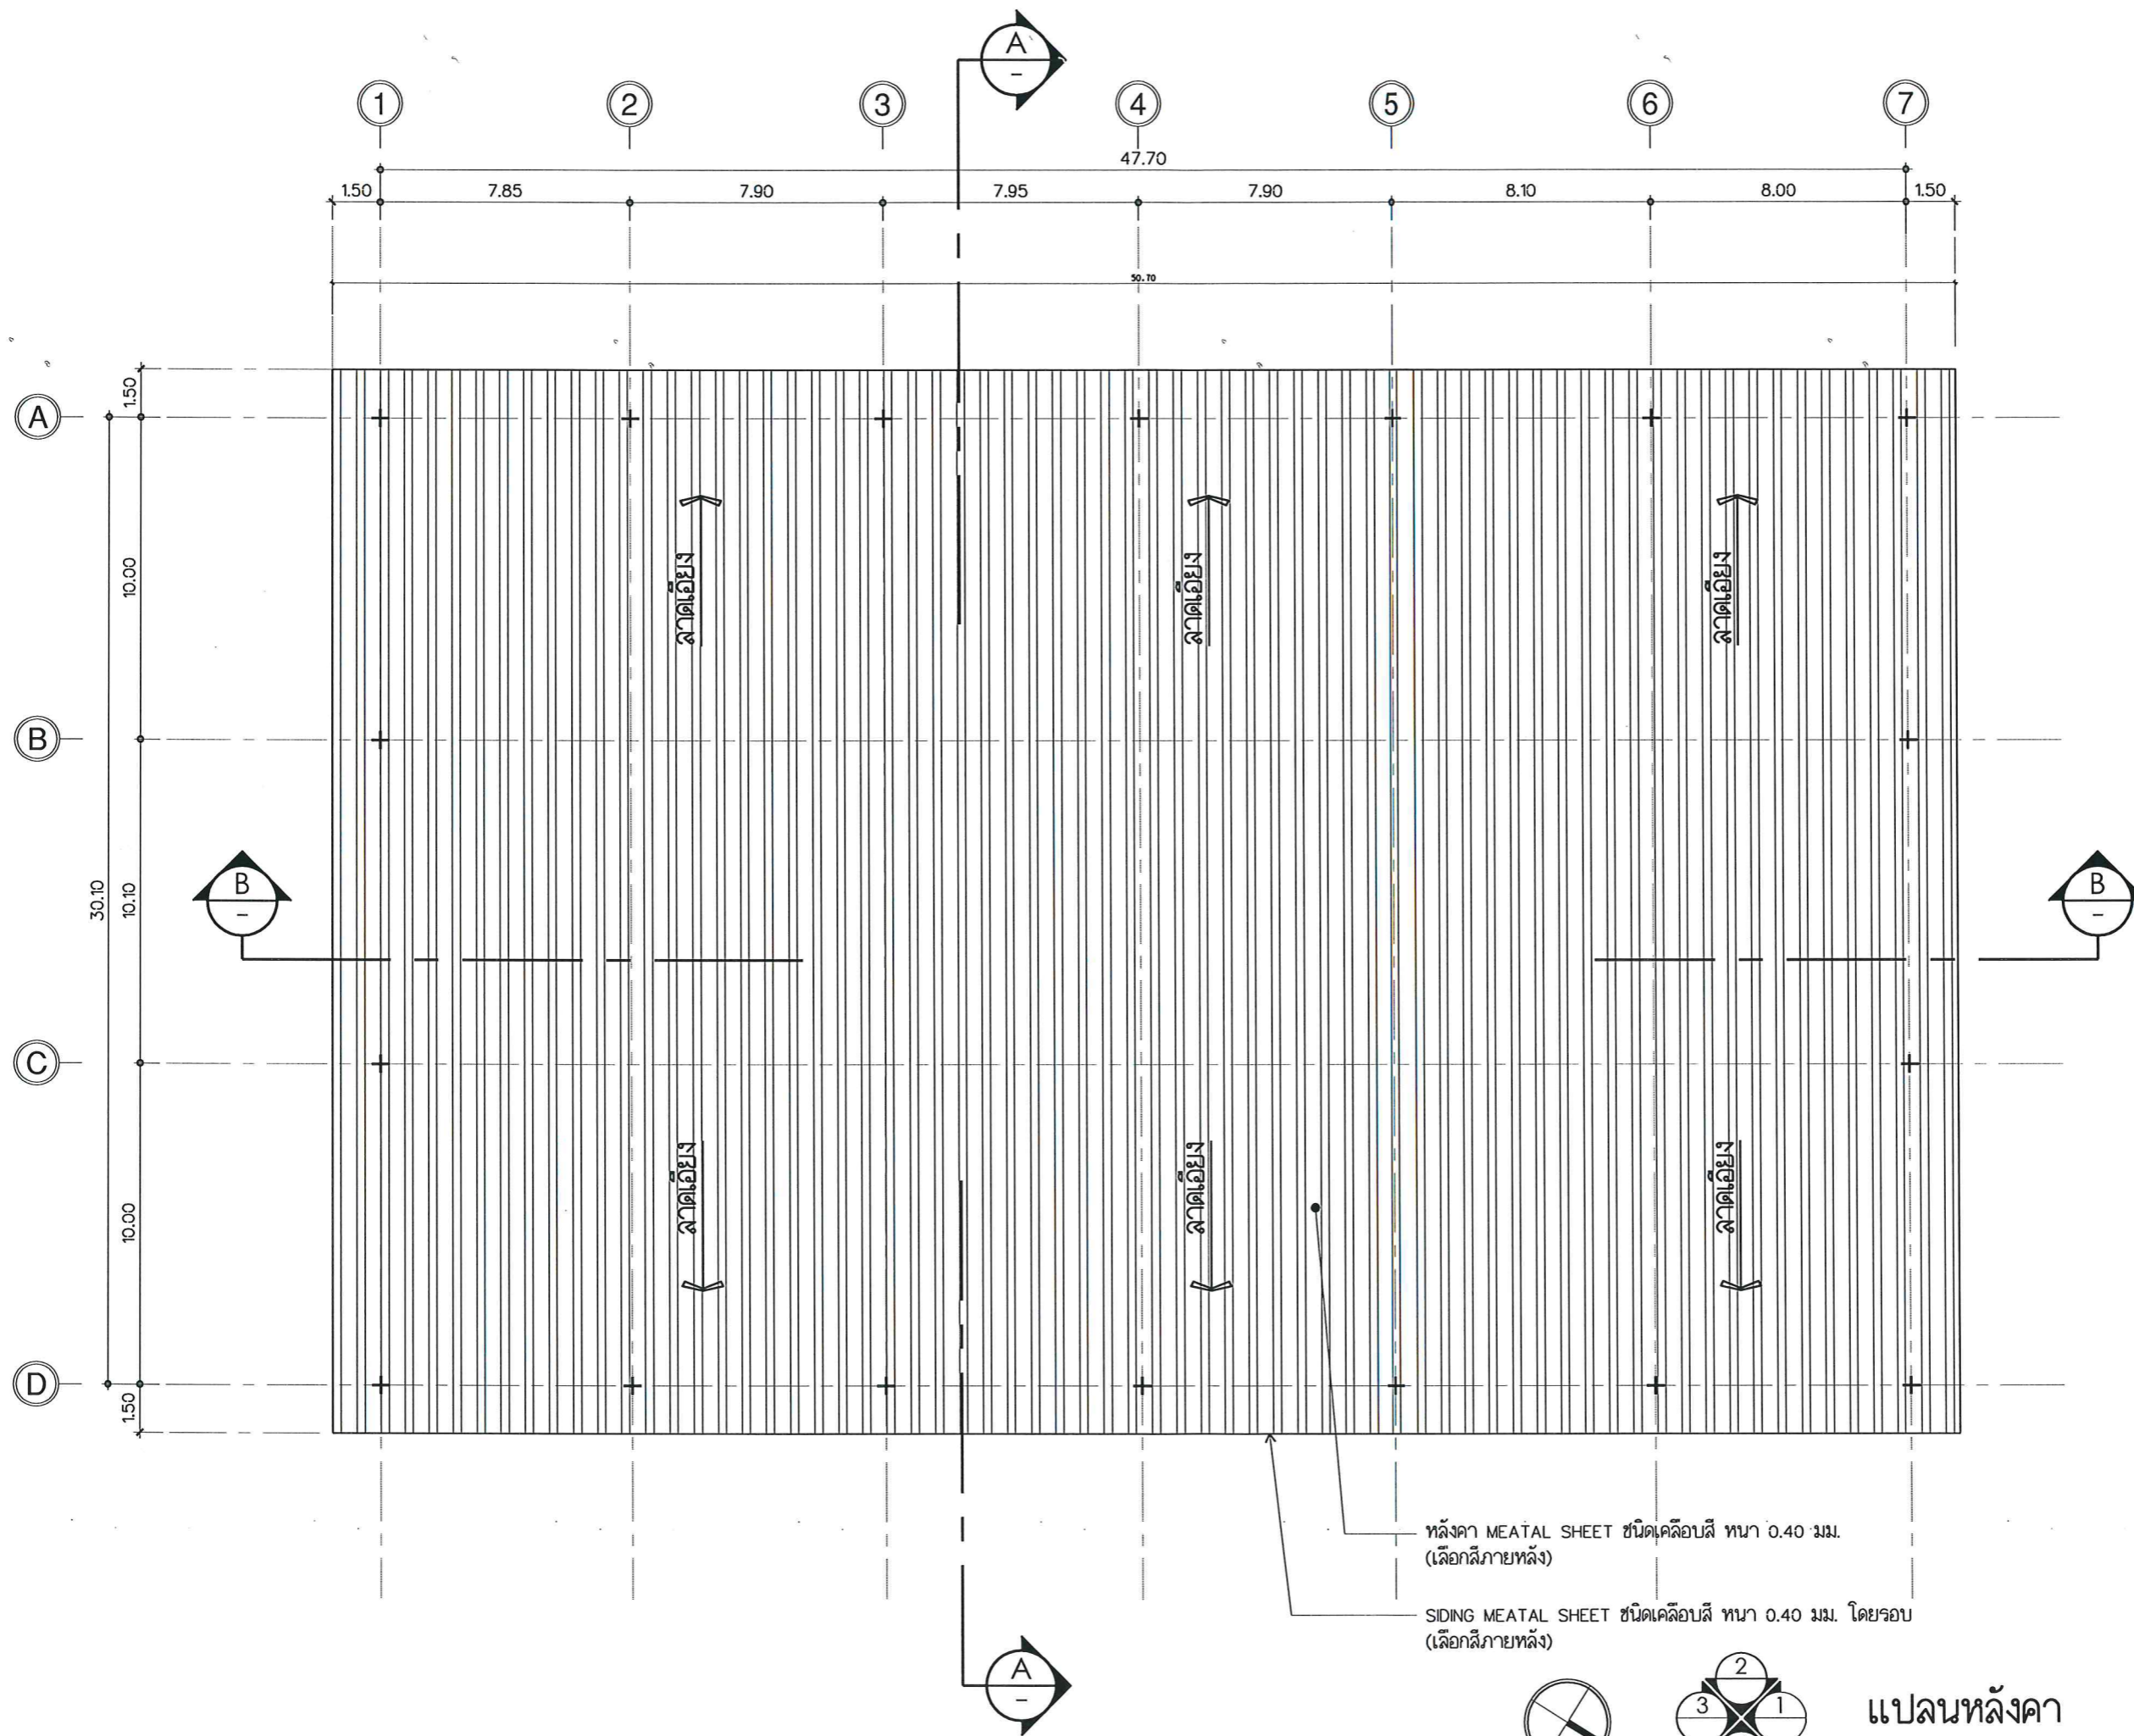 A
-
1
2
3
4
5
6
7
47.70
1.50 7.85 7.90 7.95 7.90 8.10 8.00 1.50
50.70
1.50
A
10.00
ลาดเอียง ลาดเอียง ลาดเอียง
B
30.10
10.10
B
-
B
-
C
ลาดเอียง ลาดเอียง ลาดเอียง
10.00
D
1.50
หลังคา MEATAL SHEET ชนิดเคลือบสี หนา 0.40 มม.
(เลือกสีภายหลัง)
SIDING MEATAL SHEET ชนิดเคลือบสี หนา 0.40 มม. โดยรอบ
(เลือกสีภายหลัง)
A
-
2
3 1
แปลนหลังคา